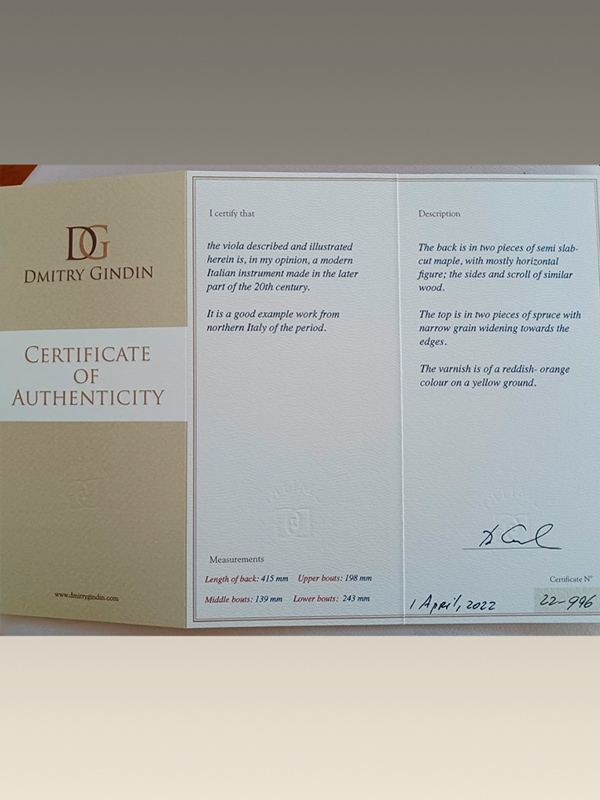 DG
DMITRY GINDIN
CERTIFICATE
OF
AUTHENTICITY
www.dmitrygindin.com
I certify that
the viola described and illustrated
herein is, in my opinion, a modern
Italian instrument made in the later
part of the 20th century.
It is a good example work from
northern Italy of the period.
Measurements
Length of back: 415 mm Upper bouts: 198 mm
Middle bouts: 139 mm Lower bouts: 243 mm
Description
The back is in two pieces of semi slab-
cut maple, with mostly horizontal
figure; the sides and scroll of similar
wood.
The top is in two pieces of spruce with
narrow grain widening towards the
edges.
The varnish is of a reddish- orange
colour on a yellow ground.
Certificate N°
1 April, 2022 22-996